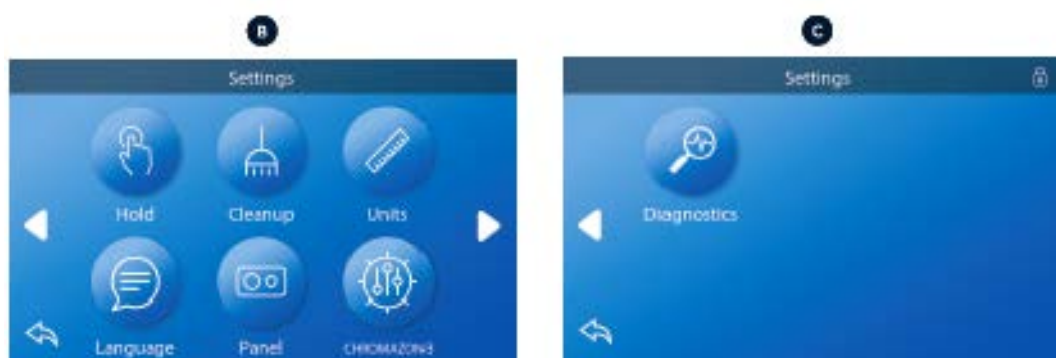 B
Settings
Hold Cleanup Units
Language Panel CHROMAZON3
C
Settings
Diagnostics